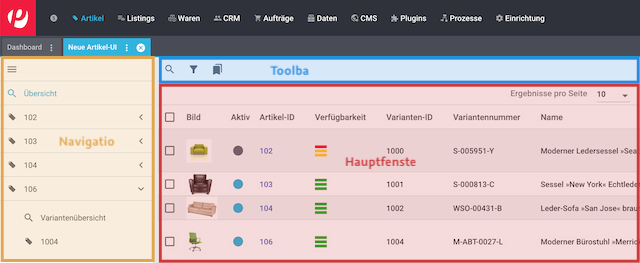 Artikel Listings Waren CRM Aufträge Daten CMS Plugins Prozesse Einrichtung
Dashboard Neue Artikel-UI
Toolba
Übersicht
102
103
Navigatio
104
106
Variantenübersicht
1004
Ergebnisse pro Seite 10
Bild Aktiv Artikel-ID Verfügbarkeit Varianten-ID Variantennummer Name
102 1000 S-005951-Y Moderner Ledersessel »Sea
Hauptfenste
103 1001 S-000813-C Sessel »New York« Echtlede
104 1002 WSO-00431-B Leder-Sofa »San Jose« brau
106 1004 M-ABT-0027-L Moderner Bürostuhl »Merric